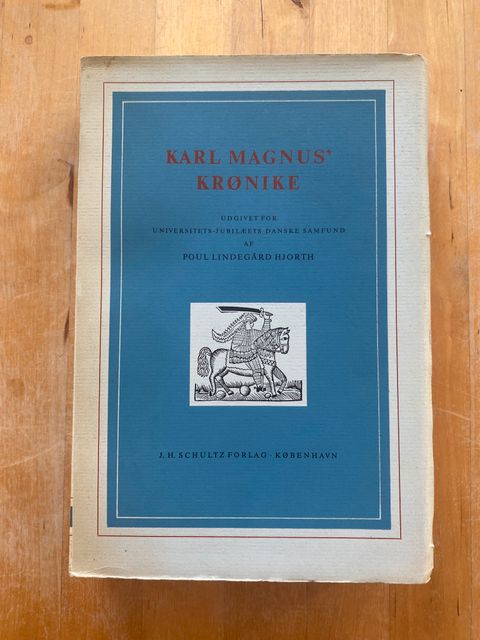 KARL MAGNUS'
KRØNIKE
UDGIVET FOR
UNIVERSITETS-JUBILÆETS DANSKE SAMFUND
AF
POUL LINDEGÅRD HJORTH
J. H. SCHULTZ FORLAG · KØBENHAVN